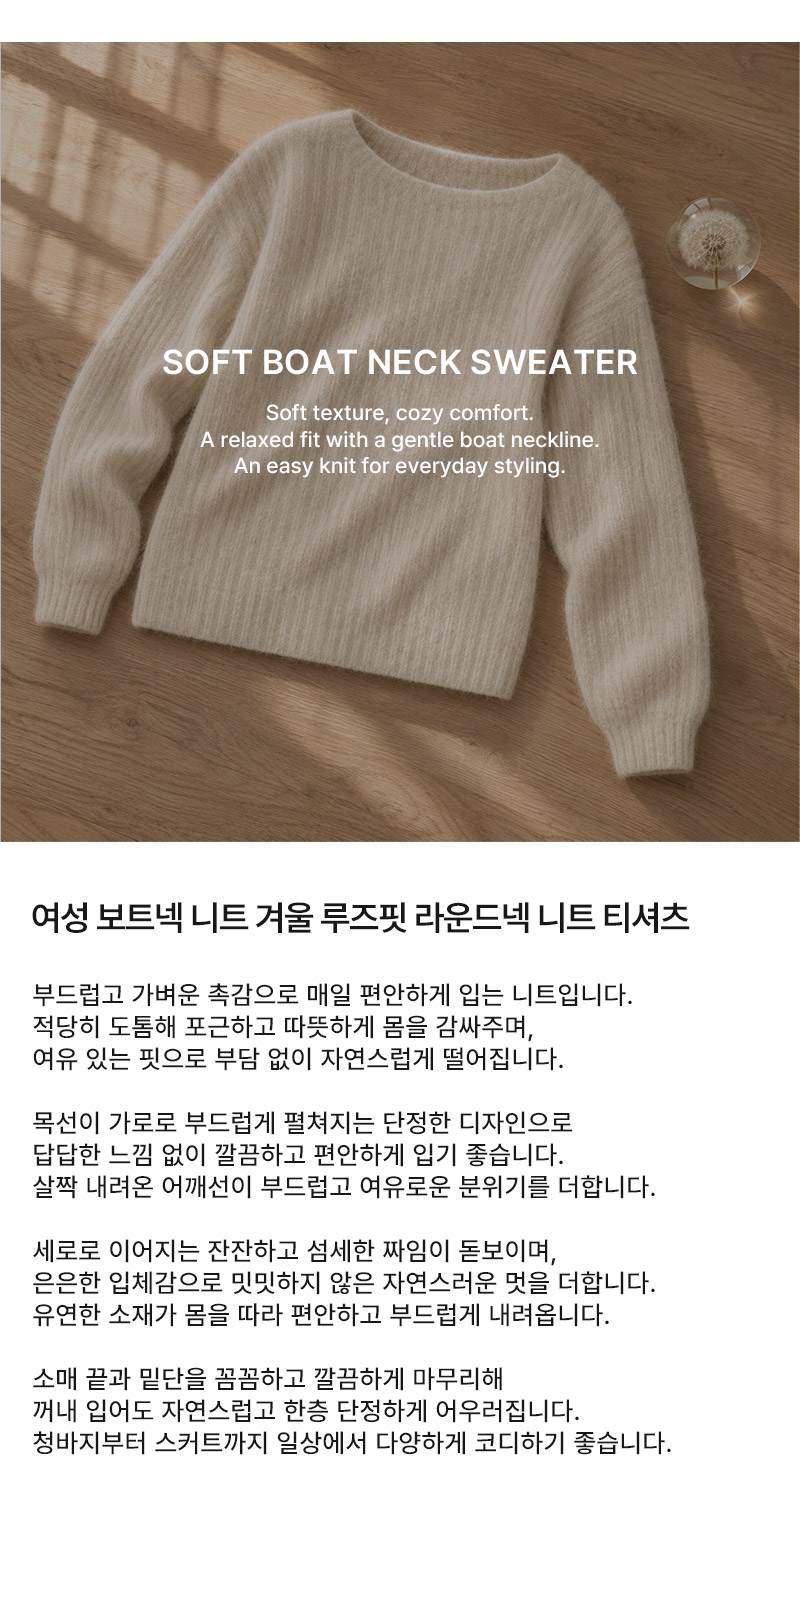 SOFT BOAT NECK SWEATER
Soft texture, cozy comfort.
A relaxed fit with a gentle boat neckline.
An easy knit for everyday styling.
여성 보트넥 니트 겨울 루즈핏 라운드넥 니트 티셔츠
부드럽고 가벼운 촉감으로 매일 편안하게 입는 니트입니다.
적당히 도톰해 포근하고 따뜻하게 몸을 감싸주며,
여유 있는 핏으로 부담 없이 자연스럽게 떨어집니다.
목선이 가로로 부드럽게 펼쳐지는 단정한 디자인으로
답답한 느낌 없이 깔끔하고 편안하게 입기 좋습니다.
살짝 내려온 어깨선이 부드럽고 여유로운 분위기를 더합니다.
세로로 이어지는 잔잔하고 섬세한 짜임이 돋보이며,
은은한 입체감으로 밋밋하지 않은 자연스러운 멋을 더합니다.
유연한 소재가 몸을 따라 편안하고 부드럽게 내려옵니다.
소매 끝과 밑단을 꼼꼼하고 깔끔하게 마무리해
꺼내 입어도 자연스럽고 한층 단정하게 어우러집니다.
청바지부터 스커트까지 일상에서 다양하게 코디하기 좋습니다.